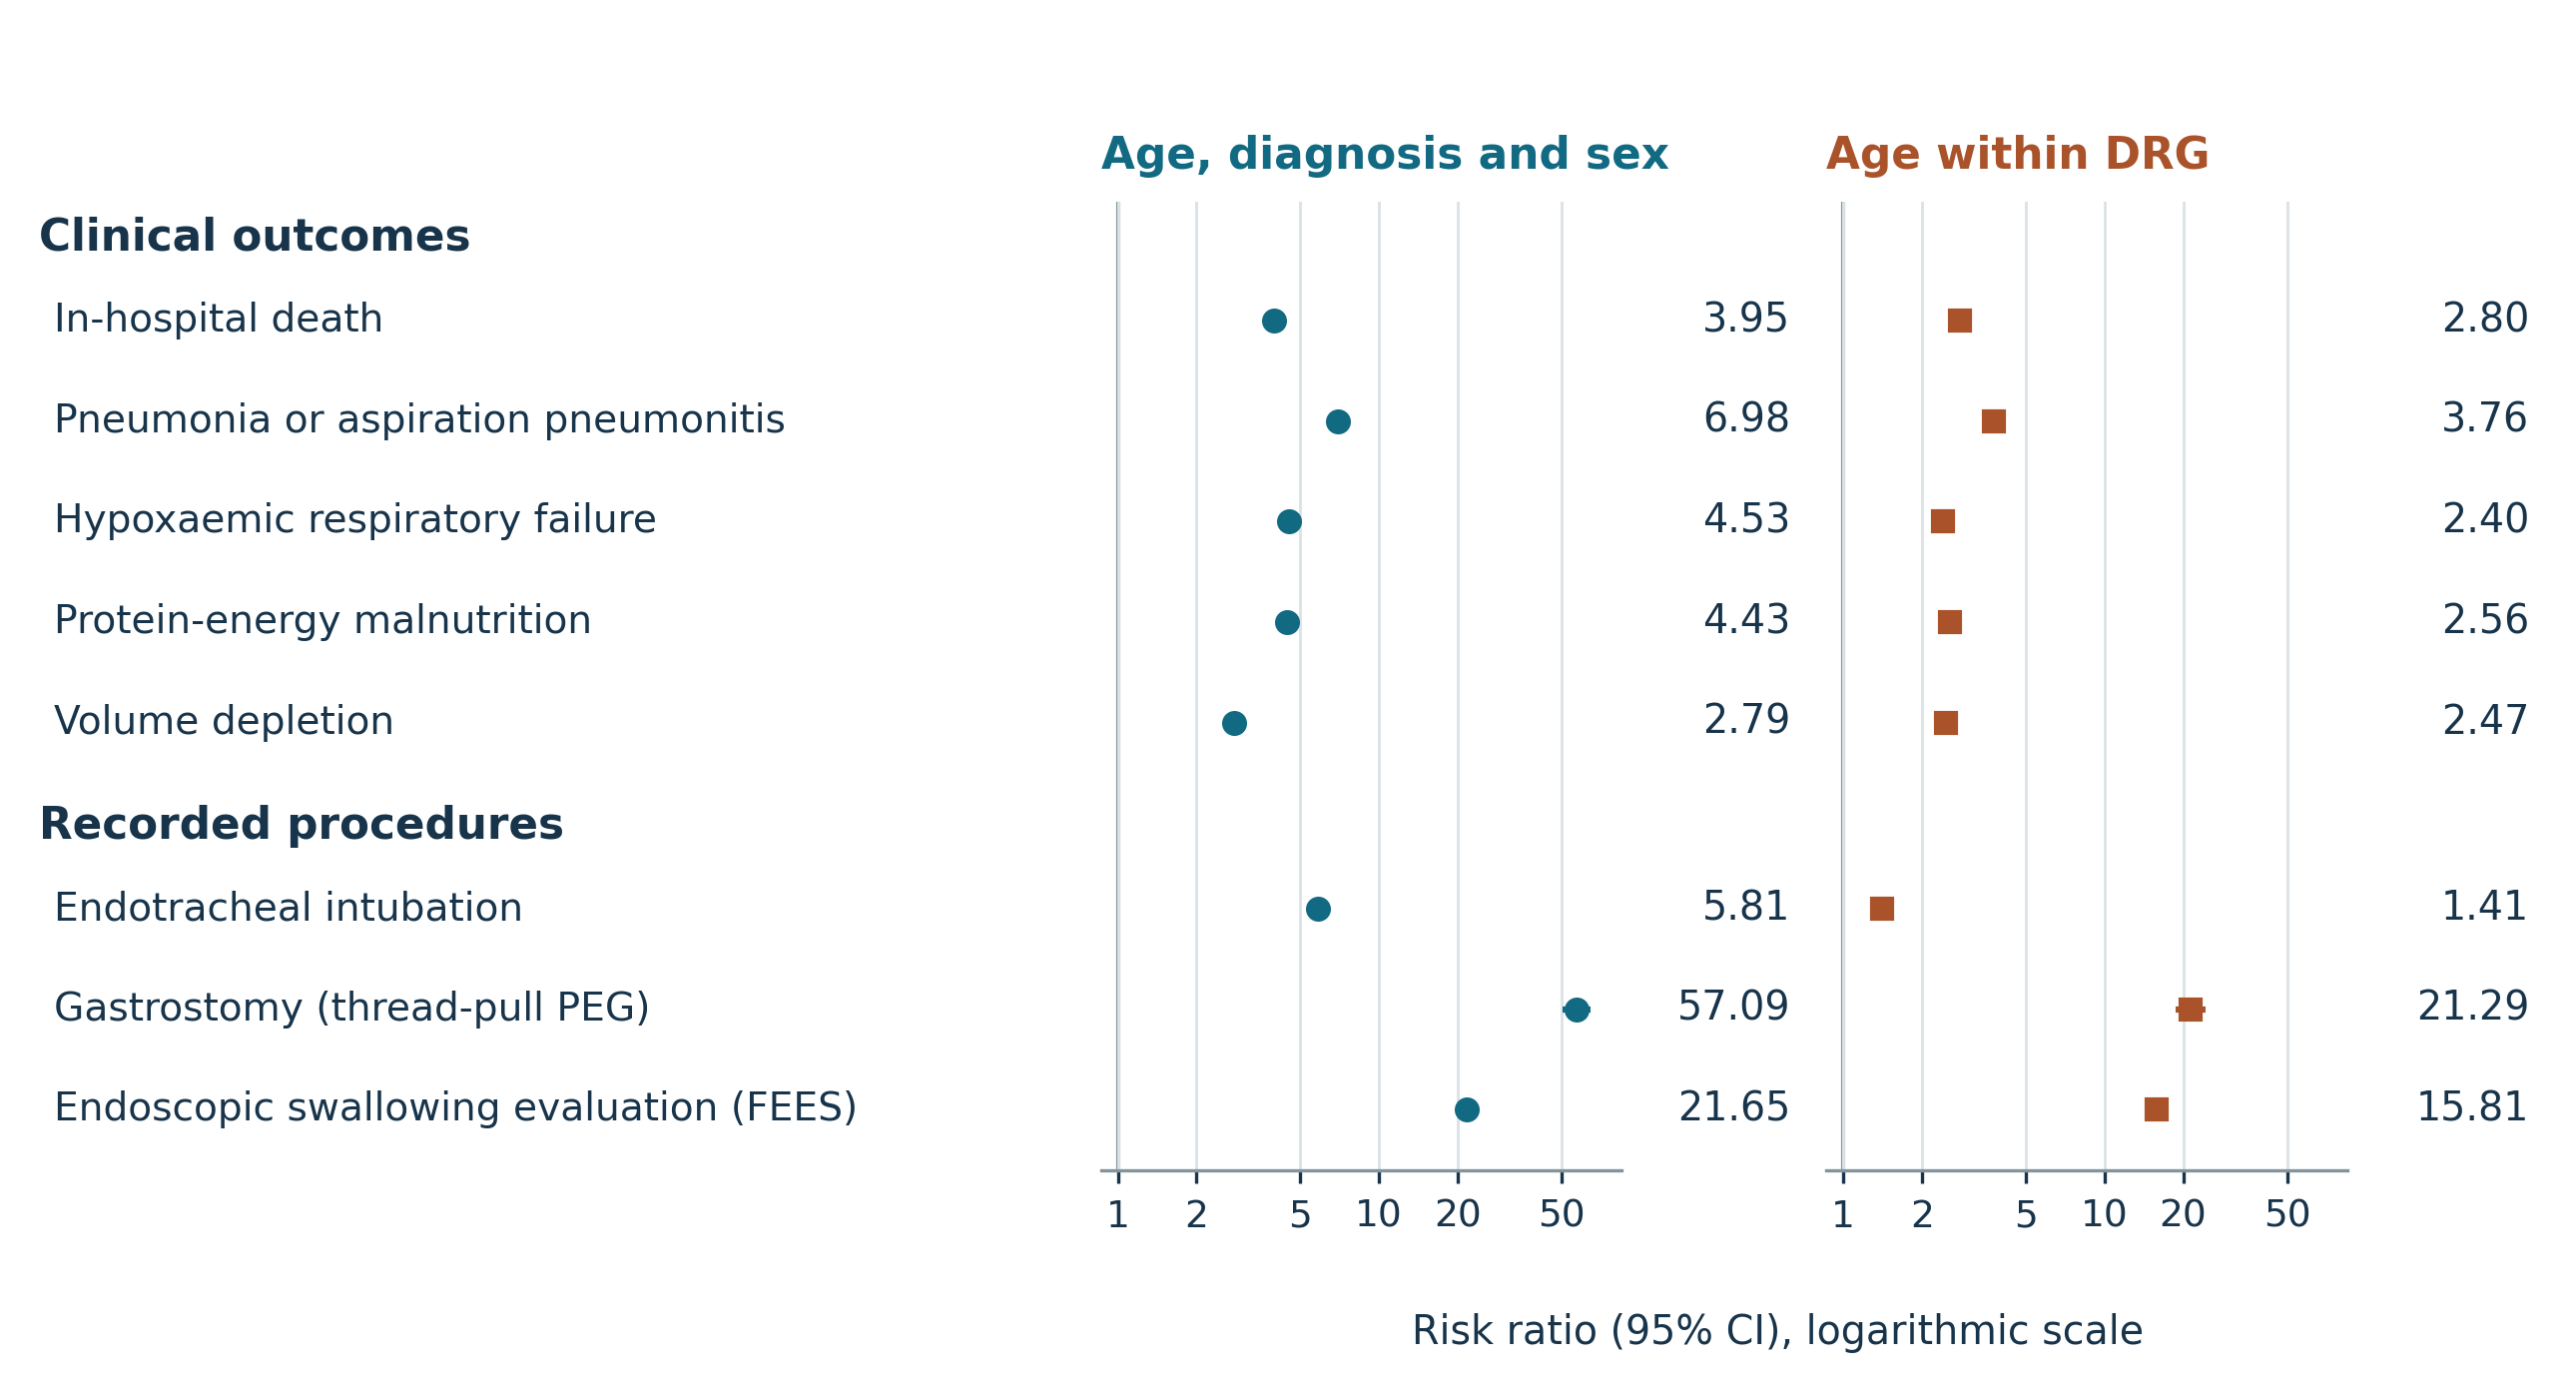 Age, diagnosis and sex Age within DRG
Clinical outcomes
In-hospital death 3.95 2.80
Pneumonia or aspiration pneumonitis 6.98 3.76
Hypoxaemic respiratory failure 4.53 2.40
Protein-energy malnutrition 4.43 2.56
Volume depletion 2.79 2.47
Recorded procedures
Endotracheal intubation 5.81 1.41
Gastrostomy (thread-pull PEG) 57.09 21.29
Endoscopic swallowing evaluation (FEES) 21.65 15.81
1 2 5 10 20 50 1 2 5 10 20 50
Risk ratio (95% CI), logarithmic scale